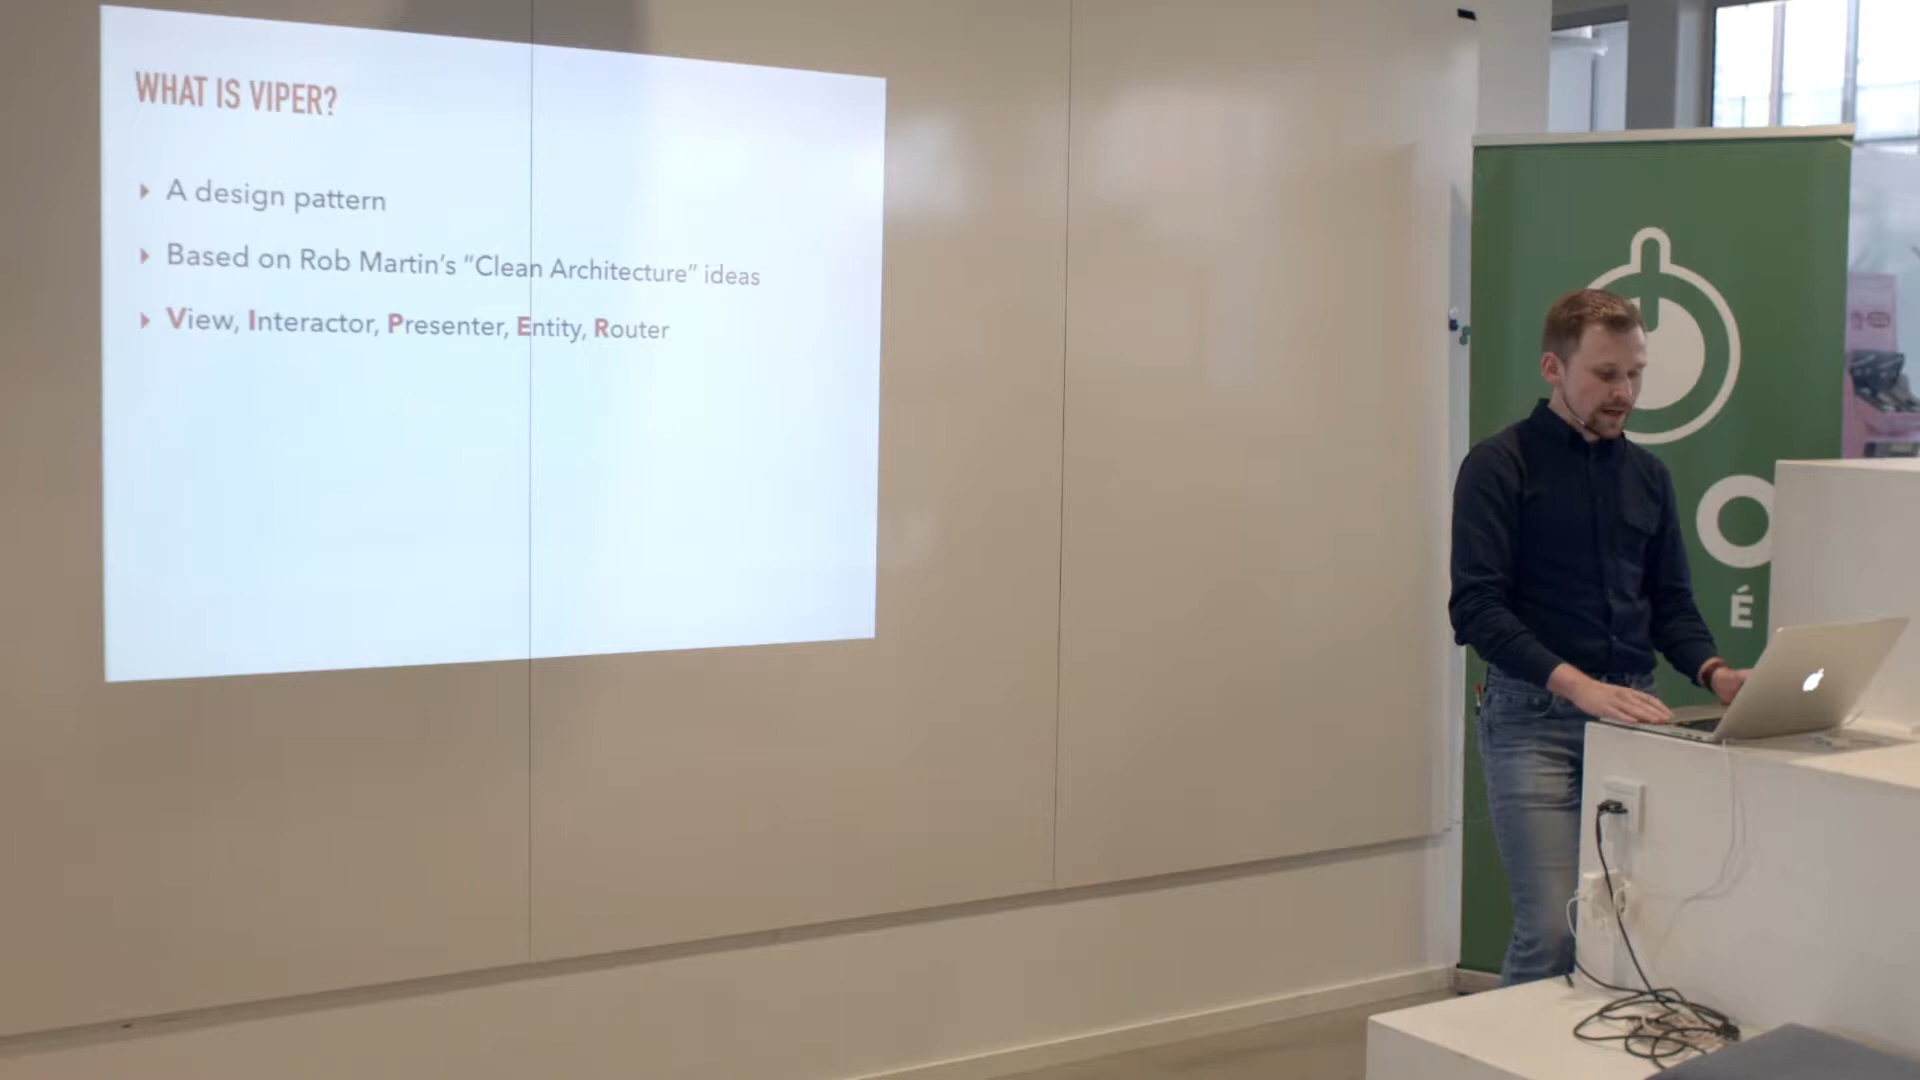 WHAT IS VIPER?
A design pattern
Based on Rob Martin's "Clean Architecture" ideas
View, Interactor, Presenter, Entity, Router
O
É